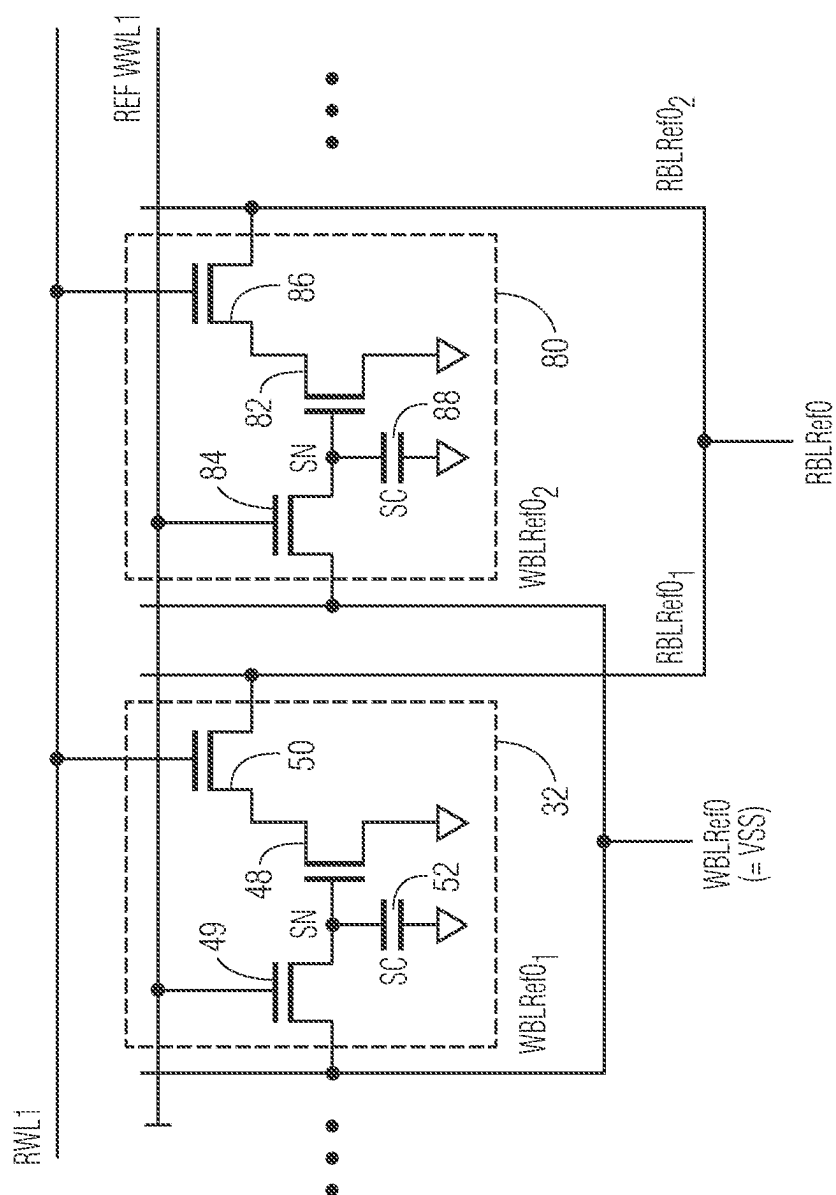 RWL1
REF WWL1
49
SN
48
50
SC
52
32
WBLRef0₁
RBLRef0₁
84
SN
82
86
SC
88
80
WBLRef0₂
RBLRef0₂
WBLRef0
(= VSS)
RBLRef0